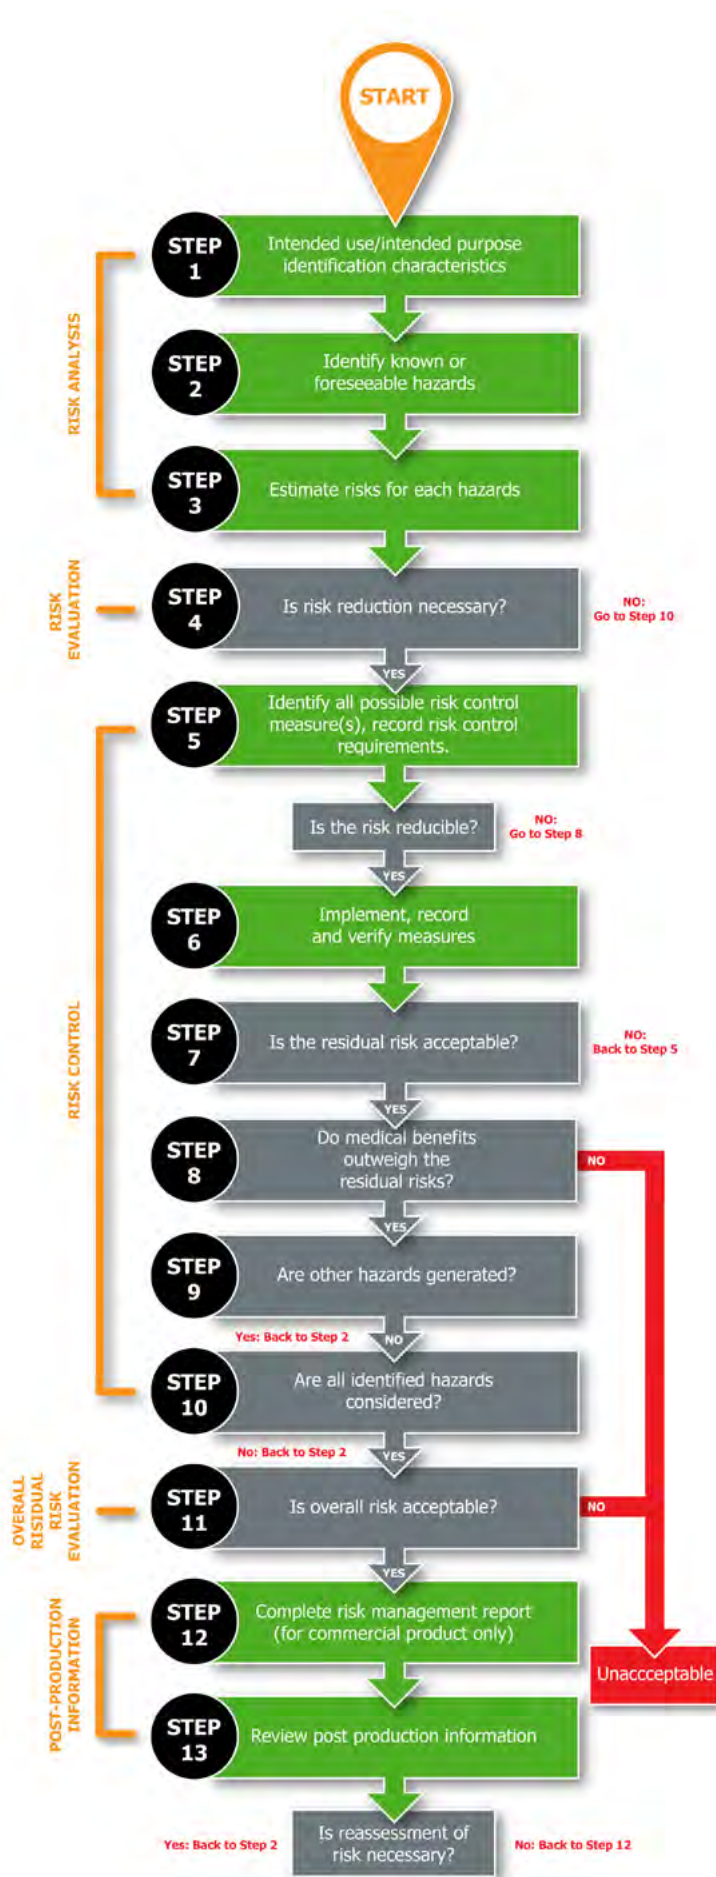 START
STEP
1
Intended use/intended purpose
identification characteristics
RISK ANALYSIS
STEP
2
Identify known or
foreseeable hazards
STEP
3
Estimate risks for each hazards
RISK
EVALUATION
STEP
4
Is risk reduction necessary?
NO:
Go to Step 10
YES
STEP
5
Identify all possible risk control
measure(s), record risk control
requirements.
Is the risk reducible?
NO:
Go to Step 8
YES
RISK CONTROL
STEP
6
Implement, record
and verify measures
STEP
7
Is the residual risk acceptable?
NO:
Back to Step 5
YES
STEP
8
Do medical benefits
outweigh the
residual risks?
NO
YES
STEP
9
Are other hazards generated?
Yes: Back to Step 2
NO
STEP
10
Are all identified hazards
considered?
No: Back to Step 2
YES
OVERALL
RISIDUAL
RISK
EVALUATION
STEP
11
Is overall risk acceptable?
NO
YES
POST-PRODUCTION
INFORMATION
STEP
12
Complete risk management report
(for commercial product only)
Unaccceptable
STEP
13
Review post production information
Yes: Back to Step 2
Is reassessment of
risk necessary?
No: Back to Step 12